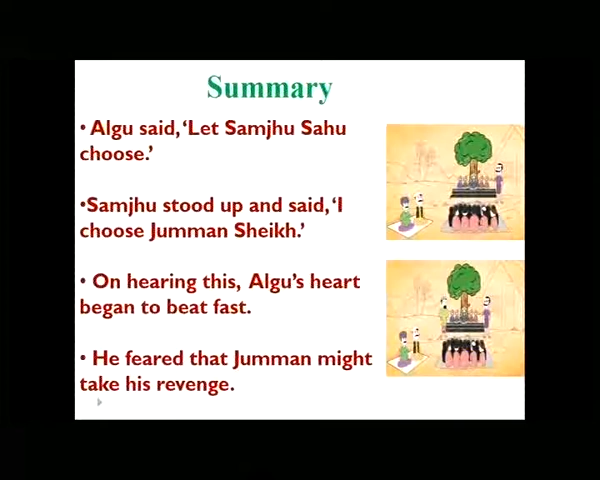 Summary
• Algu said, ‘Let Samjhu Sahu
choose.’
•Samjhu stood up and said, ‘I
choose Jumman Sheikh.’
• On hearing this, Algu’s heart
began to beat fast.
• He feared that Jumman might
take his revenge.